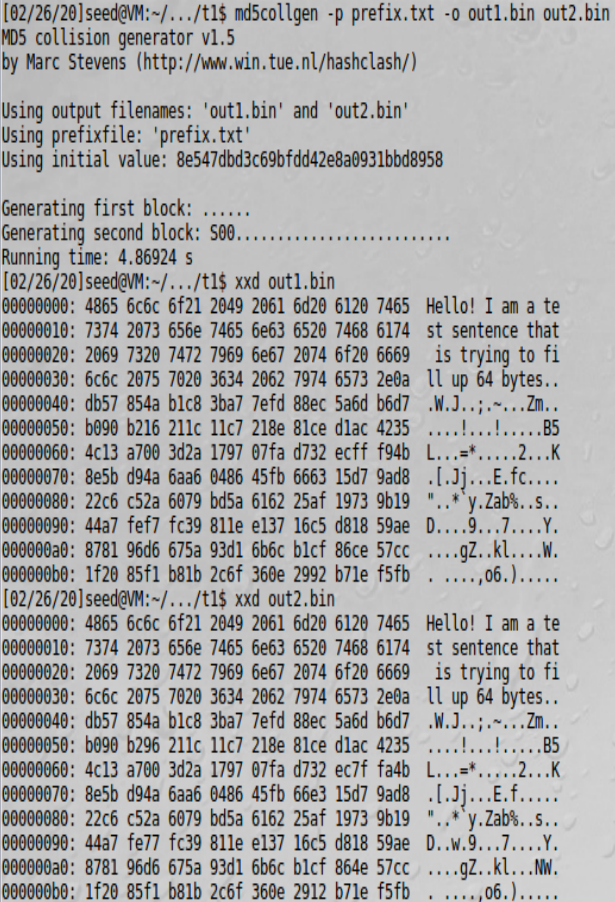 [02/26/20]seed@VM:~/.../t1$ md5collgen -p prefix.txt -o out1.bin out2.bin
MD5 collision generator v1.5
by Marc Stevens (http://www.win.tue.nl/hashclash/)
Using output filenames: 'out1.bin' and 'out2.bin'
Using prefixfile: 'prefix.txt'
Using initial value: 8e547dbd3c69bfdd42e8a0931bbd8958
Generating first block: ......
Generating second block: S00..........................
Running time: 4.86924 s
[02/26/20]seed@VM:~/.../t1$ xxd out1.bin
00000000: 4865 6c6c 6f21 2049 2061 6d20 6120 7465  Hello! I am a te
00000010: 7374 2073 656e 7465 6e63 6520 7468 6174  st sentence that
00000020: 2069 7320 7472 7969 6e67 2074 6f20 6669   is trying to fi
00000030: 6c6c 2075 7020 3634 2062 7974 6573 2e0a  ll up 64 bytes..
00000040: db57 854a b1c8 3ba7 7efd 88ec 5a6d b6d7  .W.J..;.~...Zm..
00000050: b090 b216 211c 11c7 218e 81ce d1ac 4235  ....!...!.....B5
00000060: 4c13 a700 3d2a 1797 07fa d732 ecff f94b  L...=*.....2...K
00000070: 8e5b d94a 6aa6 0486 45fb 6663 15d7 9ad8  .[.Jj...E.fc....
00000080: 22c6 c52a 6079 bd5a 6162 25af 1973 9b19  "..*`y.Zab%..s..
00000090: 44a7 fef7 fc39 811e e137 16c5 d818 59ae  D....9...7....Y.
000000a0: 8781 96d6 675a 93d1 6b6c b1cf 86ce 57cc  ....gZ..kl....W.
000000b0: 1f20 85f1 b81b 2c6f 360e 2992 b71e f5fb  . ....,o6.).....
[02/26/20]seed@VM:~/.../t1$ xxd out2.bin
00000000: 4865 6c6c 6f21 2049 2061 6d20 6120 7465  Hello! I am a te
00000010: 7374 2073 656e 7465 6e63 6520 7468 6174  st sentence that
00000020: 2069 7320 7472 7969 6e67 2074 6f20 6669   is trying to fi
00000030: 6c6c 2075 7020 3634 2062 7974 6573 2e0a  ll up 64 bytes..
00000040: db57 854a b1c8 3ba7 7efd 88ec 5a6d b6d7  .W.J..;.~...Zm..
00000050: b090 b296 211c 11c7 218e 81ce d1ac 4235  ....!...!.....B5
00000060: 4c13 a700 3d2a 1797 07fa d732 ec7f fa4b  L...=*.....2...K
00000070: 8e5b d94a 6aa6 0486 45fb 66e3 15d7 9ad8  .[.Jj...E.f.....
00000080: 22c6 c52a 6079 bd5a 6162 25af 1973 9b19  "..*`y.Zab%..s..
00000090: 44a7 fe77 fc39 811e e137 16c5 d818 59ae  D..w.9...7....Y.
000000a0: 8781 96d6 675a 93d1 6b6c b1cf 864e 57cc  ....gZ..kl...NW.
000000b0: 1f20 85f1 b81b 2c6f 360e 2912 b71e f5fb  . ....,o6.).....